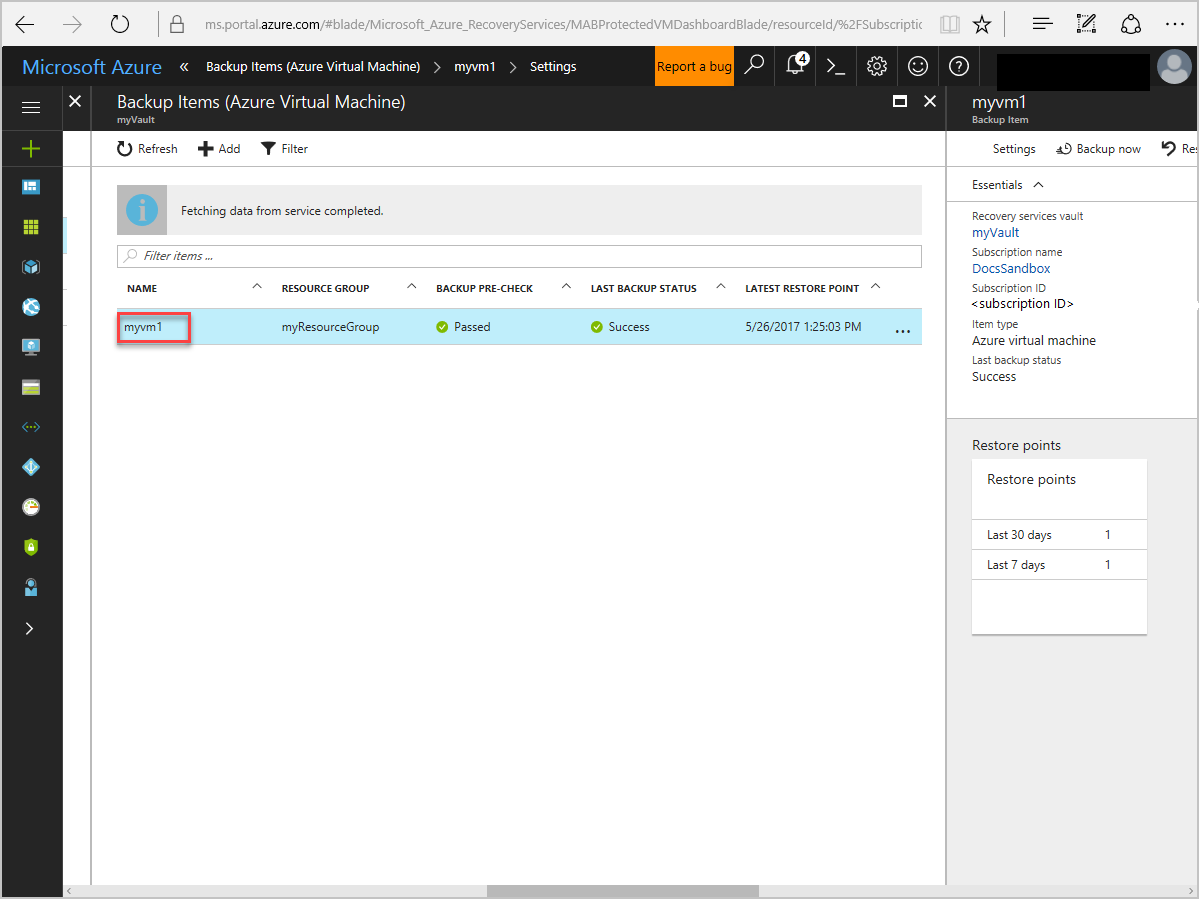 ms.portal.azure.com/#blade/Microsoft_Azure_RecoveryServices/MABProtectedVMDashboardBlade/resourceId/%2FSubscriptic
Microsoft Azure « Backup Items (Azure Virtual Machine) > myvm1 > Settings Report a bug 4 >_ ?
Backup Items (Azure Virtual Machine)
myVault
Refresh Add Filter
Fetching data from service completed.
Filter items ...
NAME RESOURCE GROUP BACKUP PRE-CHECK LAST BACKUP STATUS LATEST RESTORE POINT
myvm1 myResourceGroup Passed Success 5/26/2017 1:25:03 PM ...
myvm1
Backup Item
Settings Backup now Res
Essentials
Recovery services vault
myVault
Subscription name
DocsSandbox
Subscription ID
<subscription ID>
Item type
Azure virtual machine
Last backup status
Success
Restore points
Restore points
Last 30 days 1
Last 7 days 1